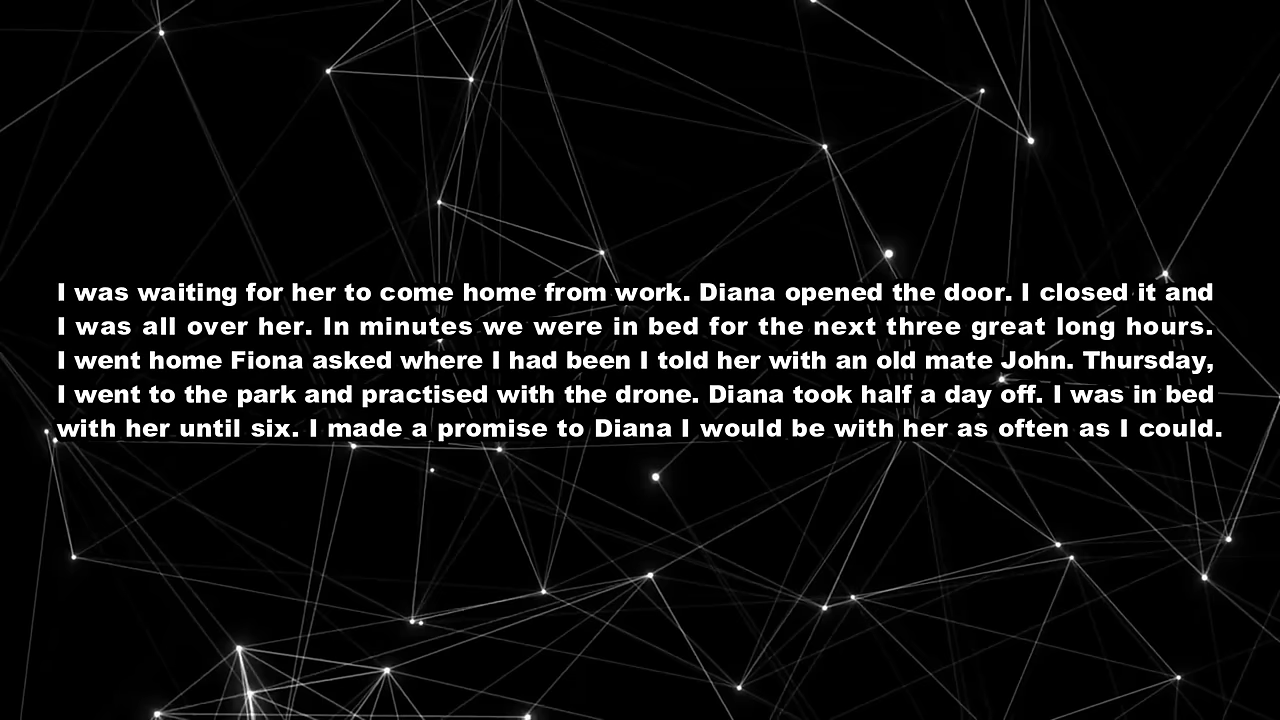 I was waiting for her to come home from work. Diana opened the door. I closed it and
I was all over her. In minutes we were in bed for the next three great long hours.
I went home Fiona asked where I had been I told her with an old mate John. Thursday,
I went to the park and practised with the drone. Diana took half a day off. I was in bed
with her until six. I made a promise to Diana I would be with her as often as I could.